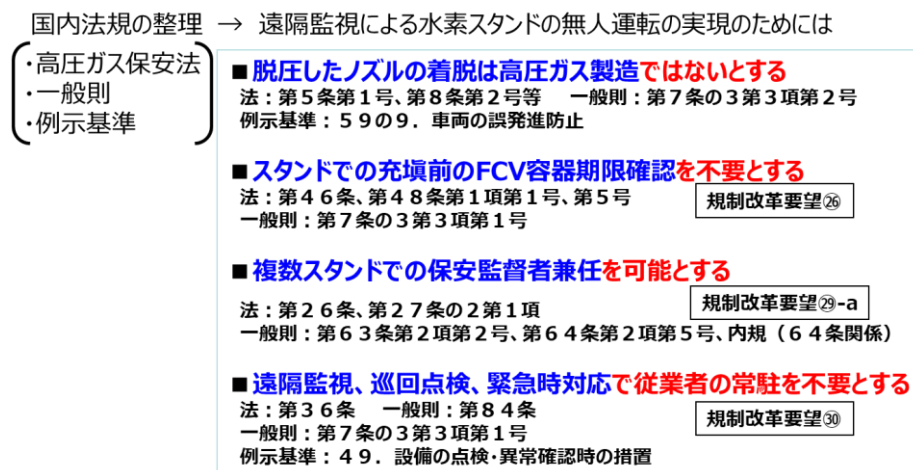 国内法規の整理 → 遠隔監視による水素スタンドの無人運転の実現のためには
・高圧ガス保安法
・一般則
・例示基準
■脱圧したノズルの着脱は高圧ガス製造ではないとする
法：第５条第１号、第８条第２号等　一般則：第７条の３第３項第２号
例示基準：５９の９．車両の誤発進防止
■スタンドでの充塡前のFCV容器期限確認を不要とする
法：第４６条、第４８条第１項第１号、第５号
規制改革要望㉖
一般則：第７条の３第３項第１号
■複数スタンドでの保安監督者兼任を可能とする
規制改革要望㉙-a
法：第２６条、第２７条の２第１項
一般則：第６３条第２項第２号、第６４条第２項第５号、内規（６４条関係）
■遠隔監視、巡回点検、緊急時対応で従業者の常駐を不要とする
法：第３６条　一般則：第８４条
規制改革要望㉚
一般則：第７条の３第３項第１号
例示基準：４９．設備の点検･異常確認時の措置